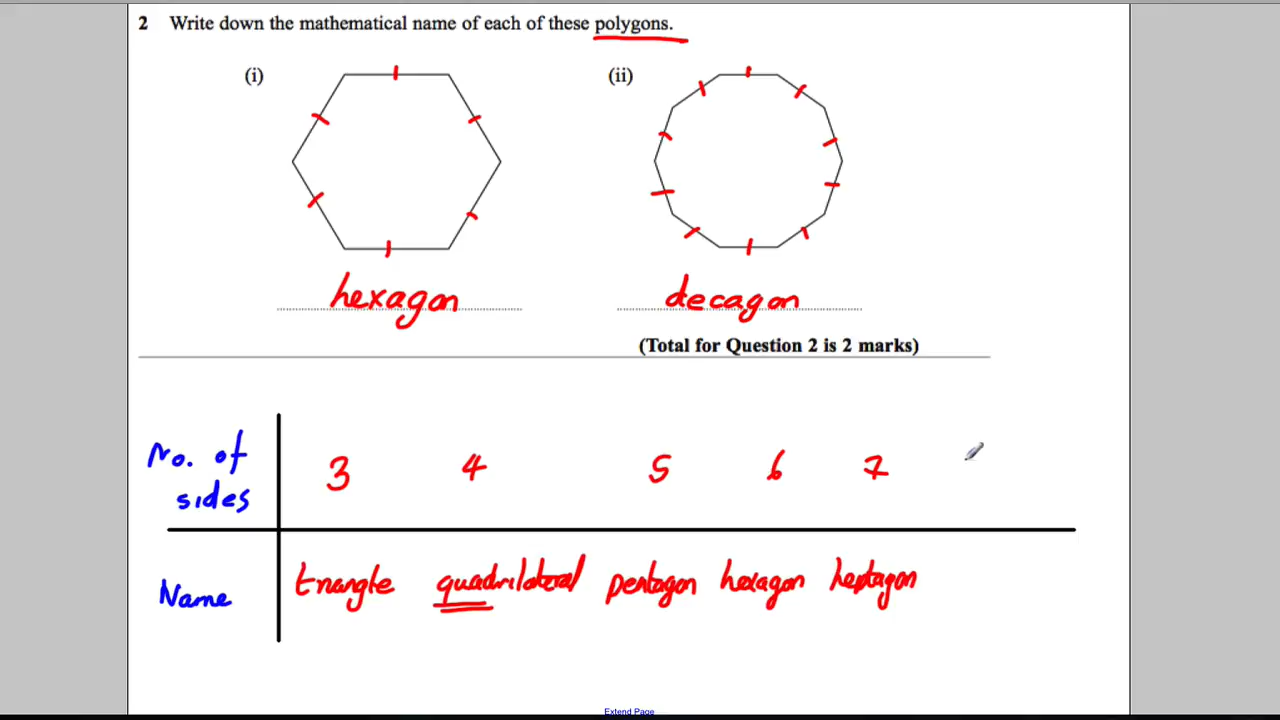 2 Write down the mathematical name of each of these polygons.
(i) (ii)
hexagon decagon
(Total for Question 2 is 2 marks)
No. of sides 3 4 5 6 7
Name triangle quadrilateral pentagon hexagon heptagon
Extend Page